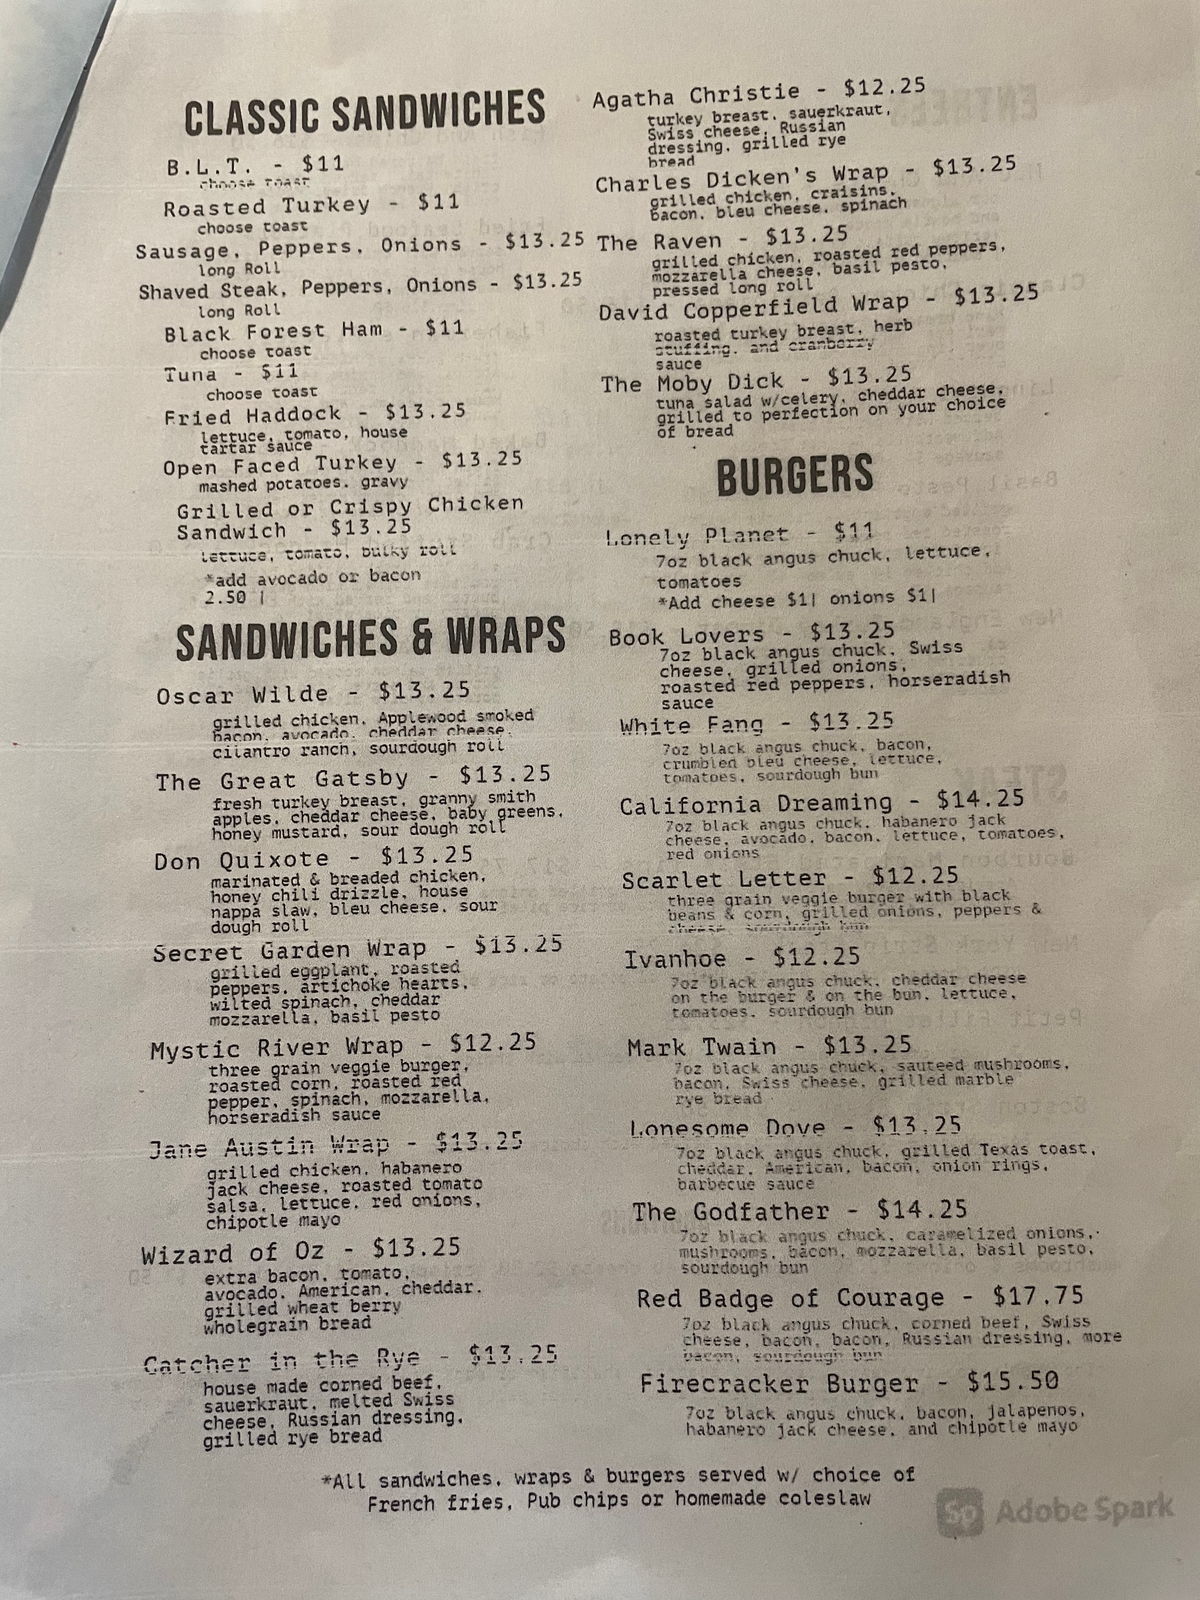 CLASSIC SANDWICHES
B.L.T. - $11
choose toast
Roasted Turkey - $11
choose toast
Sausage, Peppers, Onions - $13.25
long Roll
Shaved Steak, Peppers, Onions - $13.25
long Roll
Black Forest Ham - $11
choose toast
Tuna - $11
choose toast
Fried Haddock - $13.25
lettuce, tomato, house
tartar sauce
Open Faced Turkey - $13.25
mashed potatoes, gravy
Grilled or Crispy Chicken
Sandwich - $13.25
lettuce, tomato, bulky roll
*add avocado or bacon
2.50 |
SANDWICHES & WRAPS
Oscar Wilde - $13.25
grilled chicken, Applewood smoked
bacon, avocado, cheddar cheese,
cilantro ranch, sourdough roll
The Great Gatsby - $13.25
fresh turkey breast, granny smith
apples, cheddar cheese, baby greens,
honey mustard, sour dough roll
Don Quixote - $13.25
marinated & breaded chicken,
honey chili drizzle, house
nappa slaw, bleu cheese, sour
dough roll
Secret Garden Wrap - $13.25
grilled eggplant, roasted
peppers, artichoke hearts,
wilted spinach, cheddar
mozzarella, basil pesto
Mystic River Wrap - $12.25
three grain veggie burger,
roasted corn, roasted red
pepper, spinach, mozzarella,
horseradish sauce
Jane Austin Wrap - $13.25
grilled chicken, habanero
jack cheese, roasted tomato
salsa, lettuce, red onions,
chipotle mayo
Wizard of Oz - $13.25
extra bacon, tomato,
avocado, American, cheddar,
grilled wheat berry
wholegrain bread
Catcher in the Rye - $13.25
house made corned beef,
sauerkraut, melted Swiss
cheese, Russian dressing,
grilled rye bread
Agatha Christie - $12.25
turkey breast, sauerkraut,
Swiss cheese, Russian
dressing, grilled rye
bread
Charles Dicken's Wrap - $13.25
grilled chicken, craisins,
bacon, bleu cheese, spinach
The Raven - $13.25
grilled chicken, roasted red peppers,
mozzarella cheese, basil pesto,
pressed long roll
David Copperfield Wrap - $13.25
roasted turkey breast, herb
stuffing, and cranberry
sauce
The Moby Dick - $13.25
tuna salad w/celery, cheddar cheese,
grilled to perfection on your choice
of bread
BURGERS
Lonely Planet - $11
7oz black angus chuck, lettuce,
tomatoes
*Add cheese $1| onions $1|
Book Lovers - $13.25
7oz black angus chuck, Swiss
cheese, grilled onions,
roasted red peppers, horseradish
sauce
White Fang - $13.25
7oz black angus chuck, bacon,
crumbled bleu cheese, lettuce,
tomatoes, sourdough bun
California Dreaming - $14.25
7oz black angus chuck, habanero jack
cheese, avocado, bacon, lettuce, tomatoes,
red onions
Scarlet Letter - $12.25
three grain veggie burger with black
beans & corn, grilled onions, peppers &
cheese, sourdough bun
Ivanhoe - $12.25
7oz black angus chuck, cheddar cheese
on the burger & on the bun, lettuce,
tomatoes, sourdough bun
Mark Twain - $13.25
7oz black angus chuck, sauteed mushrooms,
bacon, Swiss cheese, grilled marble
rye bread
Lonesome Dove - $13.25
7oz black angus chuck, grilled Texas toast,
cheddar, American, bacon, onion rings,
barbecue sauce
The Godfather - $14.25
7oz black angus chuck, caramelized onions,
mushrooms, bacon, mozzarella, basil pesto,
sourdough bun
Red Badge of Courage - $17.75
7oz black angus chuck, corned beef, Swiss
cheese, bacon, bacon, Russian dressing, more
bacon, sourdough bun
Firecracker Burger - $15.50
7oz black angus chuck, bacon, jalapenos,
habanero jack cheese, and chipotle mayo
*All sandwiches, wraps & burgers served w/ choice of
French fries, Pub chips or homemade coleslaw
Sp Adobe Spark